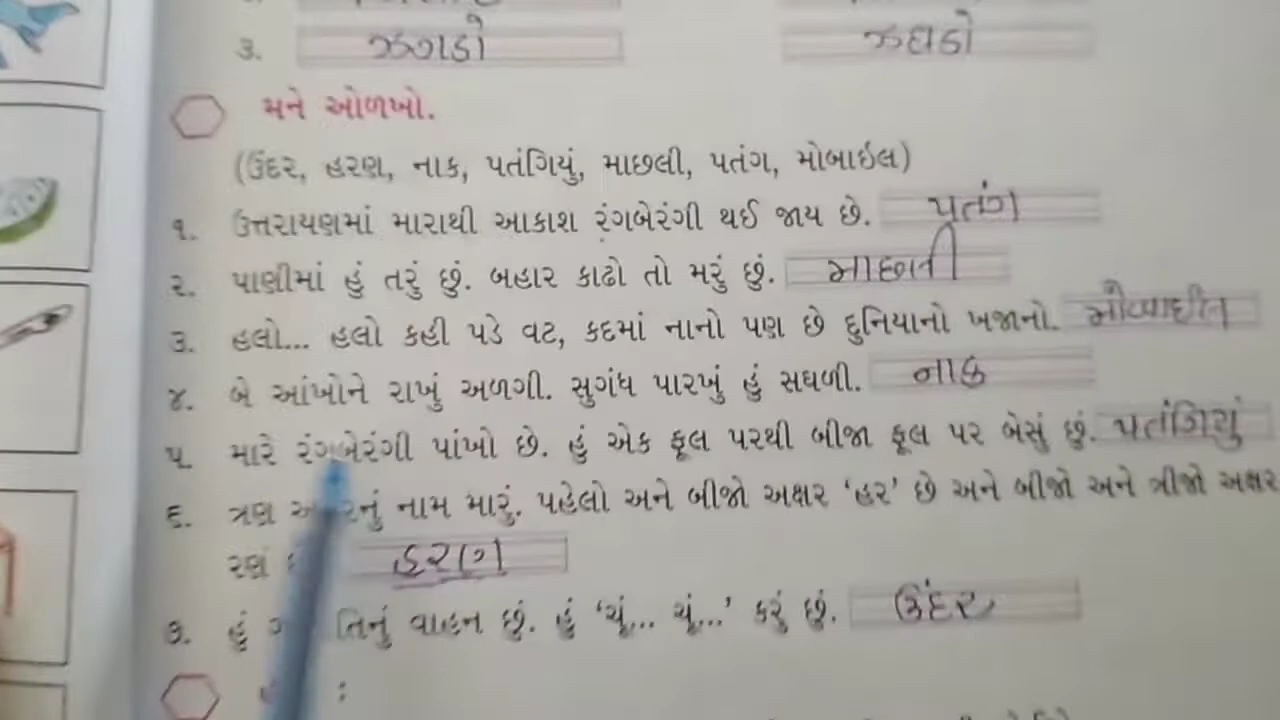 ૩. ઝગડો ઝઘડો
મને ઓળખો.
(ઉંદર, હરણ, નાક, પતંગિયું, માછલી, પતંગ, મોબાઇલ)
૧. ઉત્તરાયણમાં મારાથી આકાશ રંગબેરંગી થઈ જાય છે. પતંગ
૨. પાણીમાં હું તરું છું. બહાર કાઢો તો મરું છું. માછલી
૩. હલો... હલો કહી પડે વટ, કદમાં નાનો પણ છે દુનિયાનો ખજાનો. મોબાઈલ
૪. બે આંખોને રાખું અળગી. સુગંધ પારખું હું સઘળી. નાક
૫. મારે રંગબેરંગી પાંખો છે. હું એક ફૂલ પરથી બીજા ફૂલ પર બેસું છું. પતંગિયું
૬. ત્રણ નામ મારું. પહેલો અને બીજો અક્ષર ‘હર’ છે અને બીજો અને ત્રીજો અક્ષર
રણ હરણ
૭. હું વાહન છું. હું ‘ચૂં... ચૂં...’ કરું છું. ઉંદર
: